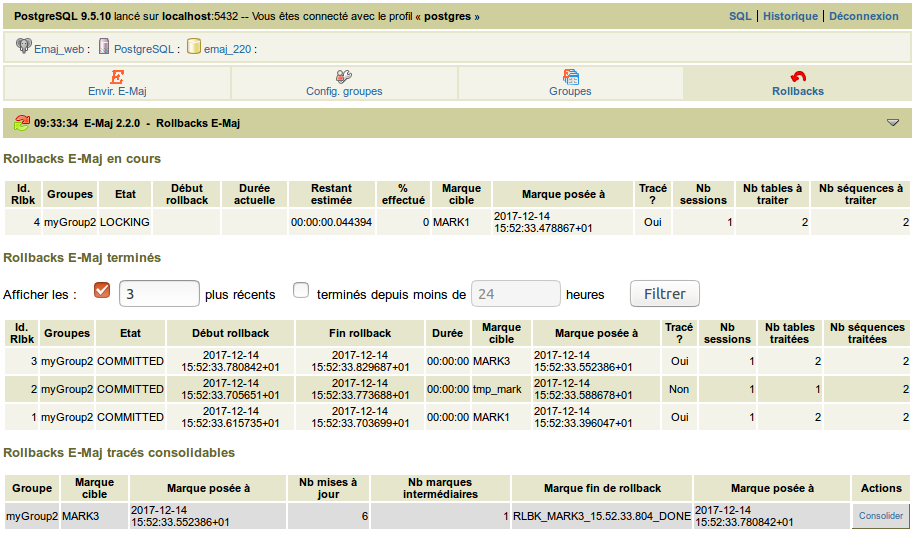 PostgreSQL 9.5.10 lancé sur localhost:5432 -- Vous êtes connecté avec le profil « postgres » SQL | Historique | Déconnexion
Emaj_web : PostgreSQL : emaj_220 :
Envir. E-Maj Config. groupes Groupes Rollbacks
09:33:34 E-Maj 2.2.0 - Rollbacks E-Maj
Rollbacks E-Maj en cours
Id. Rlbk Groupes Etat Début rollback Durée actuelle Restant estimée % effectué Marque cible Marque posée à Tracé ? Nb sessions Nb tables à traiter Nb séquences à traiter
4 myGroup2 LOCKING 00:00:00.044394 0 MARK1 2017-12-14 15:52:33.478867+01 Oui 1 2 2
Rollbacks E-Maj terminés
Afficher les : 3 plus récents terminés depuis moins de 24 heures Filtrer
Id. Rlbk Groupes Etat Début rollback Fin rollback Durée Marque cible Marque posée à Tracé ? Nb sessions Nb tables traitées Nb séquences traitées
3 myGroup2 COMMITTED 2017-12-14 15:52:33.780842+01 2017-12-14 15:52:33.829687+01 00:00:00 MARK3 2017-12-14 15:52:33.552386+01 Oui 1 2 2
2 myGroup2 COMMITTED 2017-12-14 15:52:33.705651+01 2017-12-14 15:52:33.773688+01 00:00:00 tmp_mark 2017-12-14 15:52:33.588678+01 Non 1 1 2
1 myGroup2 COMMITTED 2017-12-14 15:52:33.615735+01 2017-12-14 15:52:33.703699+01 00:00:00 MARK1 2017-12-14 15:52:33.396047+01 Oui 1 2 2
Rollbacks E-Maj tracés consolidables
Groupe Marque cible Marque posée à Nb mises à jour Nb marques intermédiaires Marque fin de rollback Marque posée à Actions
myGroup2 MARK3 2017-12-14 15:52:33.552386+01 6 1 RLBK_MARK3_15.52.33.804_DONE 2017-12-14 15:52:33.780842+01 Consolider